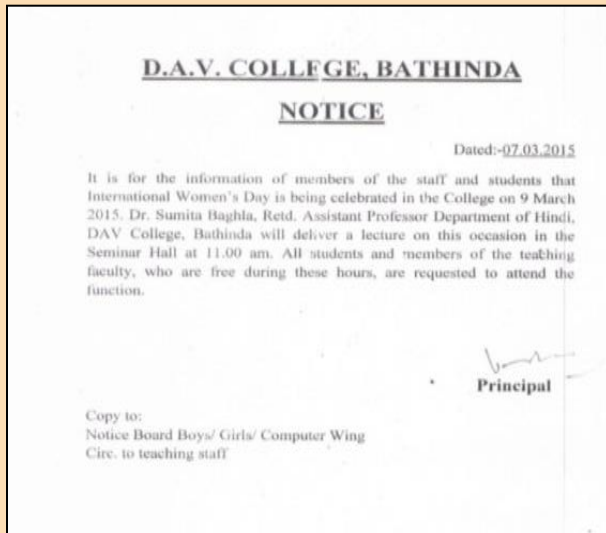 D.A.V. COLLEGE, BATHINDA
NOTICE
Dated:-07.03.2015
It is for the information of members of the staff and students that
International Women's Day is being celebrated in the College on 9 March
2015. Dr. Sumita Baghla, Retd. Assistant Professor Department of Hindi,
DAV College, Bathinda will deliver a lecture on this occasion in the
Seminar Hall at 11.00 am. All students and members of the teaching
faculty, who are free during these hours, are requested to attend the
function.
Principal
Copy to:
Notice Board Boys/ Girls/ Computer Wing
Circ. to teaching staff